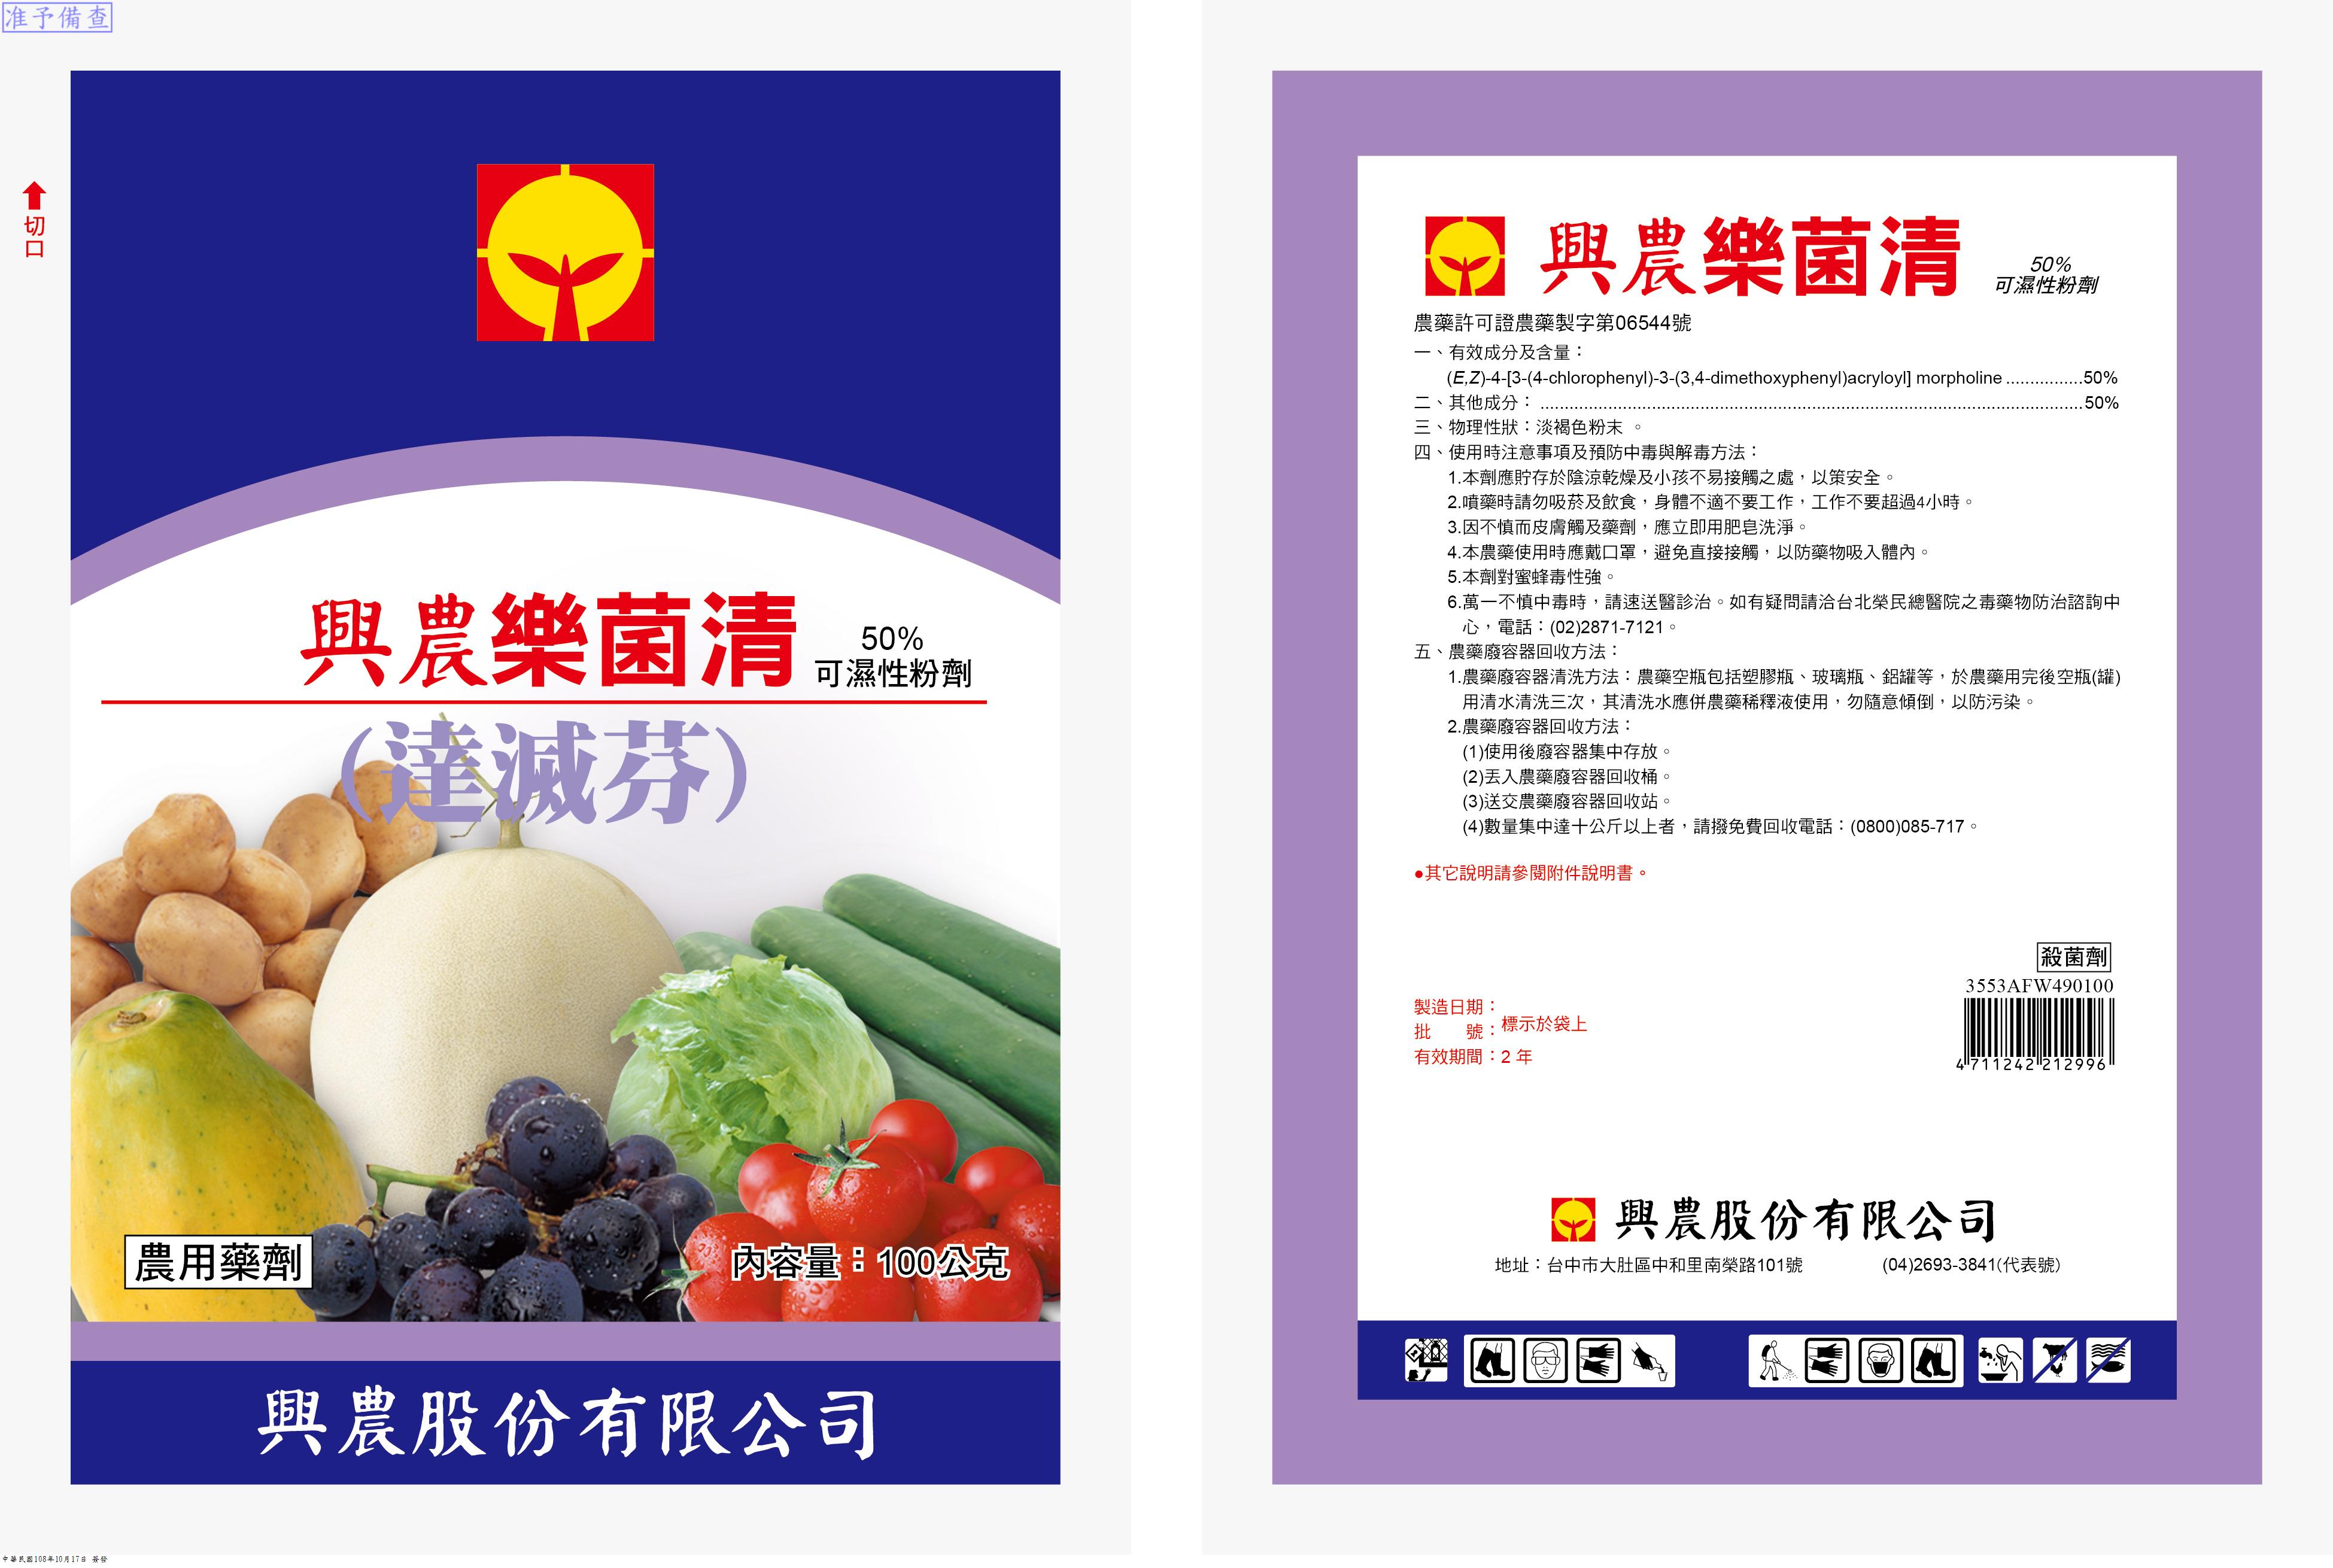 准予備查
切口
興農樂菌清
50%
可濕性粉劑
(達滅芬)
農用藥劑
內容量：100公克
興農股份有限公司
中華民國108年10月17日 簽發
興農樂菌清
50%
可濕性粉劑
農藥許可證農藥製字第06544號
一、有效成分及含量：
(E,Z)-4-[3-(4-chlorophenyl)-3-(3,4-dimethoxyphenyl)acryloyl] morpholine ................50%
二、其他成分： ................................................................................................................50%
三、物理性狀：淡褐色粉末 。
四、使用時注意事項及預防中毒與解毒方法：
1.本劑應貯存於陰涼乾燥及小孩不易接觸之處，以策安全。
2.噴藥時請勿吸菸及飲食，身體不適不要工作，工作不要超過4小時。
3.因不慎而皮膚觸及藥劑，應立即用肥皂洗淨。
4.本農藥使用時應戴口罩，避免直接接觸，以防藥物吸入體內。
5.本劑對蜜蜂毒性強。
6.萬一不慎中毒時，請速送醫診治。如有疑問請洽台北榮民總醫院之毒藥物防治諮詢中
心，電話：(02)2871-7121。
五、農藥廢容器回收方法：
1.農藥廢容器清洗方法：農藥空瓶包括塑膠瓶、玻璃瓶、鋁罐等，於農藥用完後空瓶(罐)
用清水清洗三次，其清洗水應併農藥稀釋液使用，勿隨意傾倒，以防污染。
2.農藥廢容器回收方法：
(1)使用後廢容器集中存放。
(2)丟入農藥廢容器回收桶。
(3)送交農藥廢容器回收站。
(4)數量集中達十公斤以上者，請撥免費回收電話：(0800)085-717。
●其它說明請參閱附件說明書。
殺菌劑
3553AFW490100
4 711242 212996
製造日期：
批　　號：標示於袋上
有效期間：2 年
興農股份有限公司
地址：台中市大肚區中和里南榮路101號 (04)2693-3841(代表號)